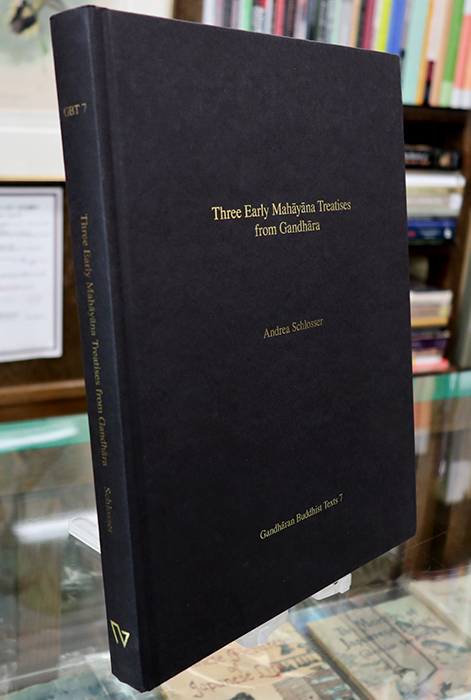 Three Early Mahāyāna Treatises
from Gandhāra
Andrea Schlosser
Gandhāran Buddhist Texts 7
GBT 7
Three Early Mahāyāna Treatises from Gandhāra
Schlosser